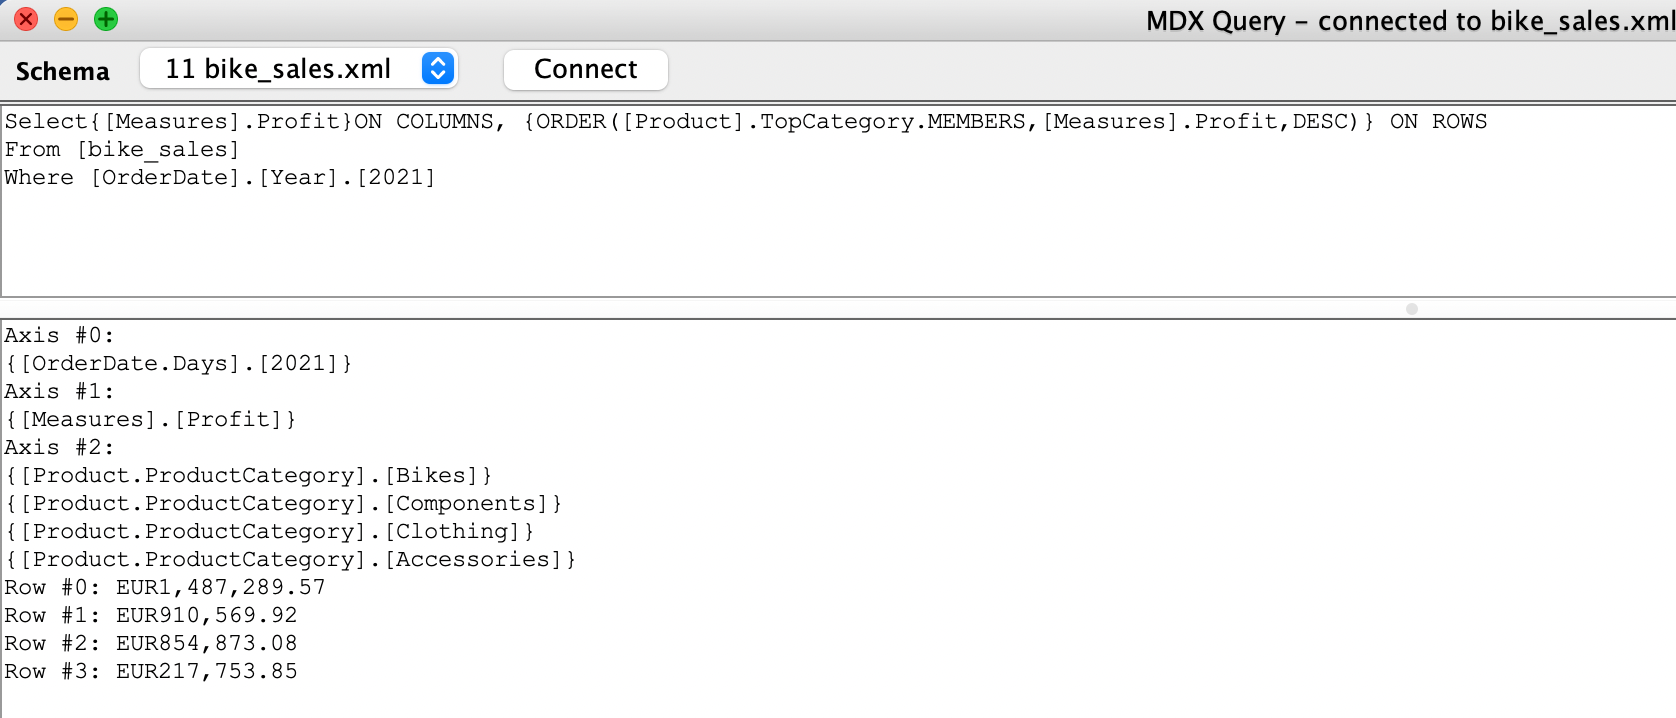 MDX Query – connected to bike_sales.xml
Schema 11 bike_sales.xml Connect
Select{[Measures].Profit}ON COLUMNS, {ORDER([Product].TopCategory.MEMBERS,[Measures].Profit,DESC)} ON ROWS
From [bike_sales]
Where [OrderDate].[Year].[2021]
Axis #0:
{[OrderDate.Days].[2021]}
Axis #1:
{[Measures].[Profit]}
Axis #2:
{[Product.ProductCategory].[Bikes]}
{[Product.ProductCategory].[Components]}
{[Product.ProductCategory].[Clothing]}
{[Product.ProductCategory].[Accessories]}
Row #0: EUR1,487,289.57
Row #1: EUR910,569.92
Row #2: EUR854,873.08
Row #3: EUR217,753.85